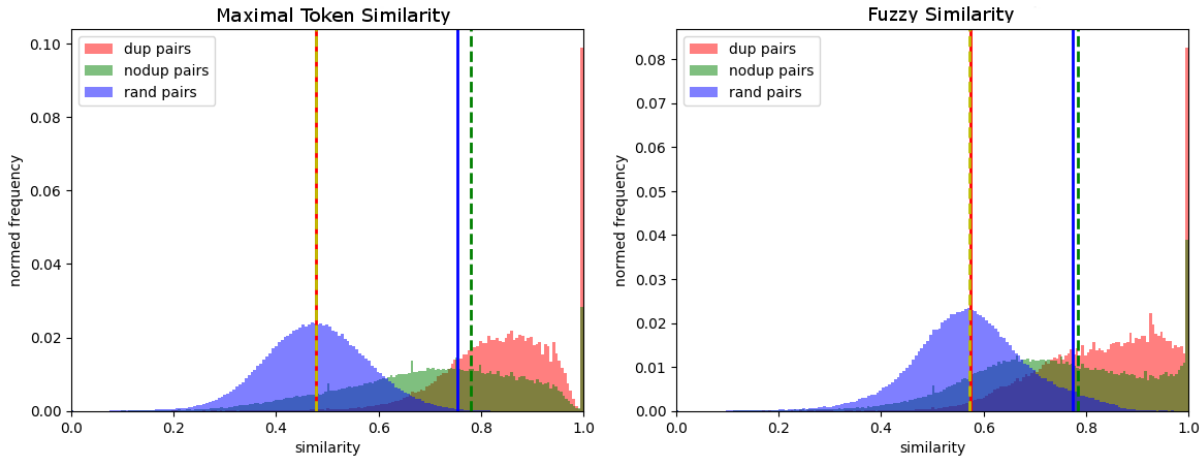 Maximal Token Similarity
dup pairs
nodup pairs
rand pairs
normed frequency
0.10
0.08
0.06
0.04
0.02
0.00
0.0 0.2 0.4 0.6 0.8 1.0
similarity
Fuzzy Similarity
dup pairs
nodup pairs
rand pairs
normed frequency
0.08
0.07
0.06
0.05
0.04
0.03
0.02
0.01
0.00
0.0 0.2 0.4 0.6 0.8 1.0
similarity